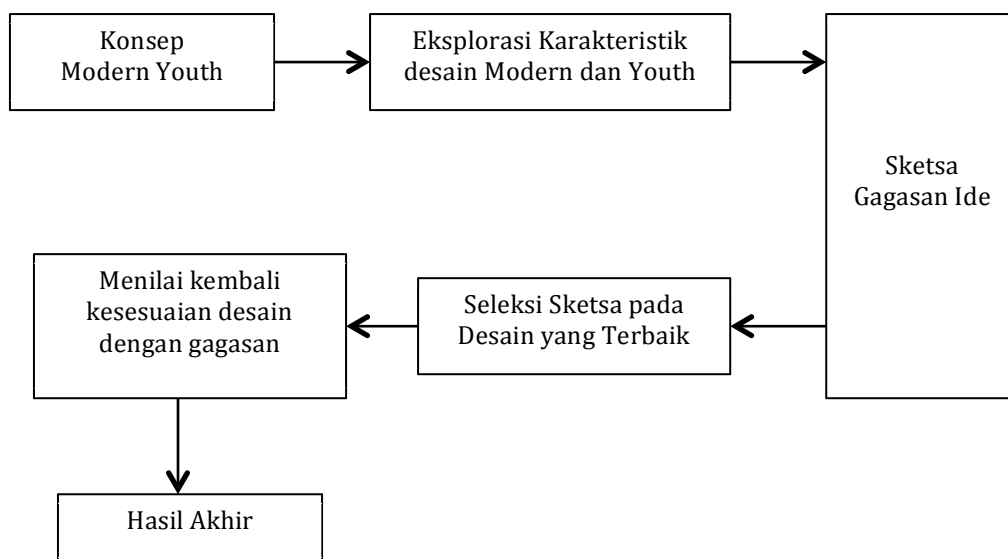 Konsep
Modern Youth
Eksplorasi Karakteristik
desain Modern dan Youth
Sketsa
Gagasan Ide
Seleksi Sketsa pada
Desain yang Terbaik
Menilai kembali
kesesuaian desain
dengan gagasan
Hasil Akhir